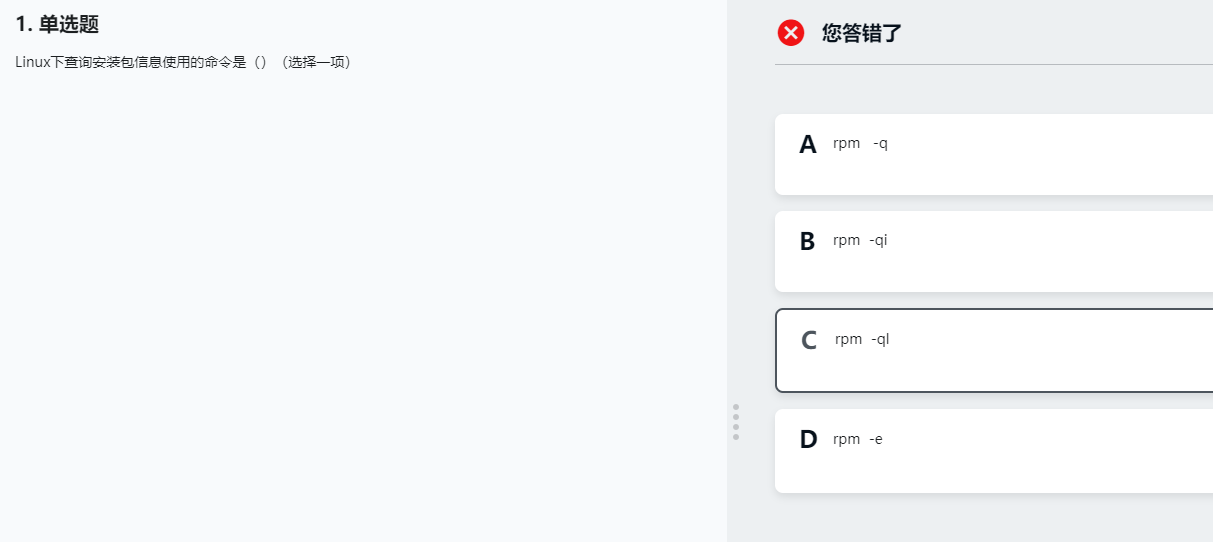 1. 单选题
Linux下查询安装包信息使用的命令是（）（选择一项）
您答错了
A rpm -q
B rpm -qi
C rpm -ql
D rpm -e